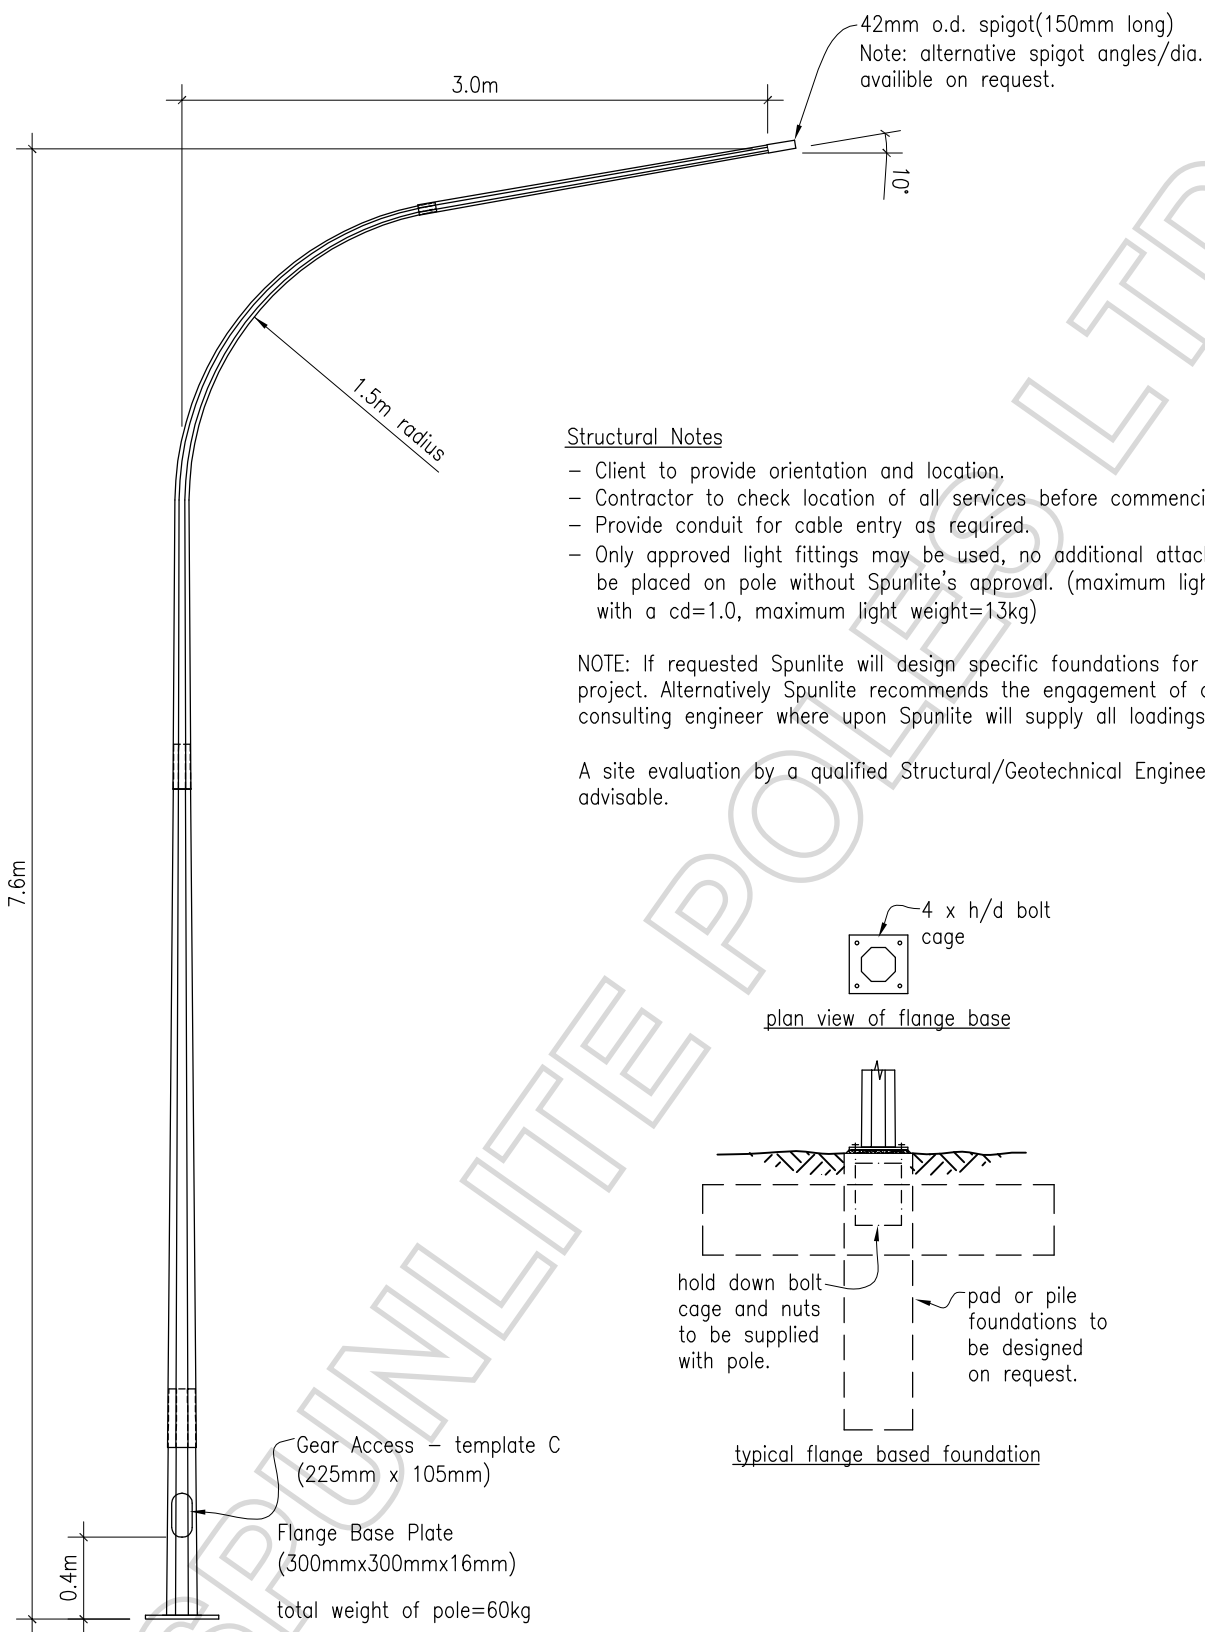 42mm o.d. spigot(150mm long)
Note: alternative spigot angles/dia.
availible on request.
3.0m
10°
1.5m radius
7.6m
Structural Notes
- Client to provide orientation and location.
- Contractor to check location of all services before
- Provide conduit for cable entry as required.
- Only approved light fittings may be used, no additional
be placed on pole without Spunlite's approval. (maximum
with a cd=1.0, maximum light weight=13kg)
NOTE: If requested Spunlite will design specific foundations for
project. Alternatively Spunlite recommends the engagement of
consulting engineer where upon Spunlite will supply all loadings
A site evaluation by a qualified Structural/Geotechnical
advisable.
4 x h/d bolt
cage
plan view of flange base
hold down bolt
cage and nuts
to be supplied
with pole.
pad or pile
foundations to
be designed
on request.
typical flange based foundation
Gear Access - template C
(225mm x 105mm)
Flange Base Plate
(300mmx300mmx16mm)
total weight of pole=60kg
0.4m
SPUNLITE POLES LTD